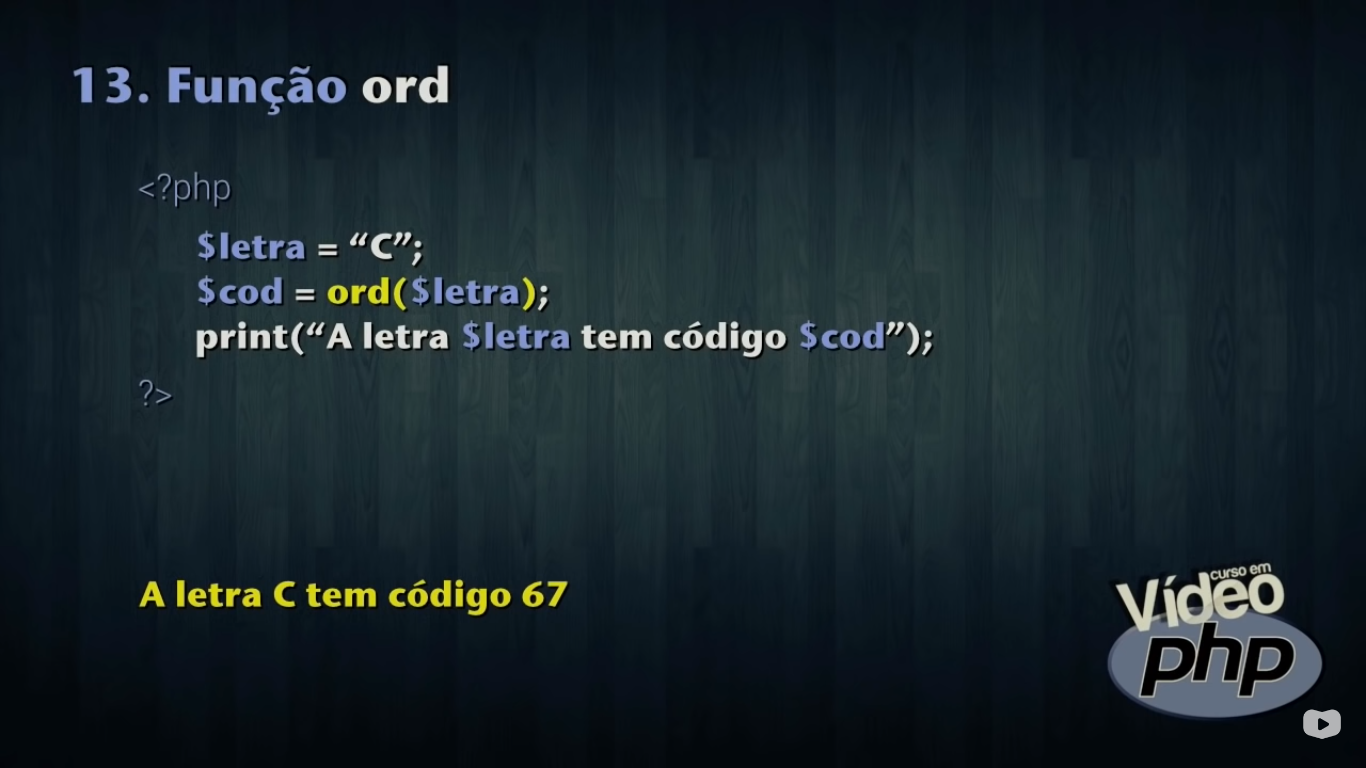 13. Função ord
<?php
$letra = “C”;
$cod = ord($letra);
print(“A letra $letra tem código $cod”);
?>
A letra C tem código 67
curso em
Vídeo
php